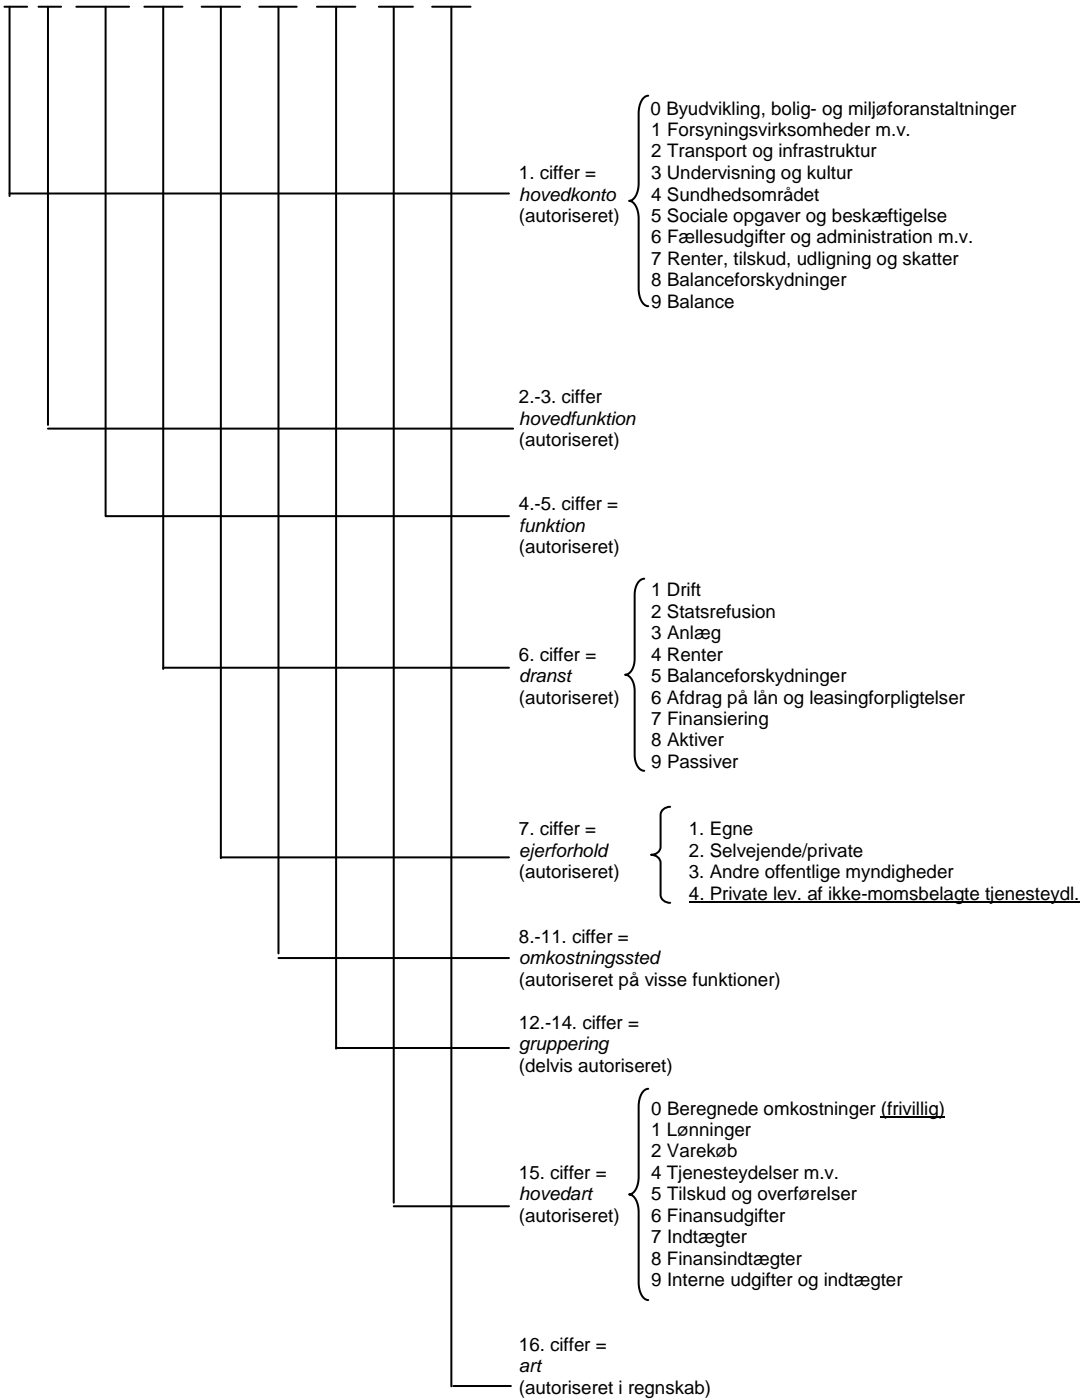 1. ciffer =
hovedkonto
(autoriseret)
0 Byudvikling, bolig- og miljøforanstaltninger
1 Forsyningsvirksomheder m.v.
2 Transport og infrastruktur
3 Undervisning og kultur
4 Sundhedsområdet
5 Sociale opgaver og beskæftigelse
6 Fællesudgifter og administration m.v.
7 Renter, tilskud, udligning og skatter
8 Balanceforskydninger
9 Balance
2.-3. ciffer
hovedfunktion
(autoriseret)
4.-5. ciffer =
funktion
(autoriseret)
6. ciffer =
dranst
(autoriseret)
1 Drift
2 Statsrefusion
3 Anlæg
4 Renter
5 Balanceforskydninger
6 Afdrag på lån og leasingforpligtelser
7 Finansiering
8 Aktiver
9 Passiver
7. ciffer =
ejerforhold
(autoriseret)
1. Egne
2. Selvejende/private
3. Andre offentlige myndigheder
4. Private lev. af ikke-momsbelagte tjenesteydl.
8.-11. ciffer =
omkostningssted
(autoriseret på visse funktioner)
12.-14. ciffer =
gruppering
(delvis autoriseret)
15. ciffer =
hovedart
(autoriseret)
0 Beregnede omkostninger (frivillig)
1 Lønninger
2 Varekøb
4 Tjenesteydelser m.v.
5 Tilskud og overførelser
6 Finansudgifter
7 Indtægter
8 Finansindtægter
9 Interne udgifter og indtægter
16. ciffer =
art
(autoriseret i regnskab)